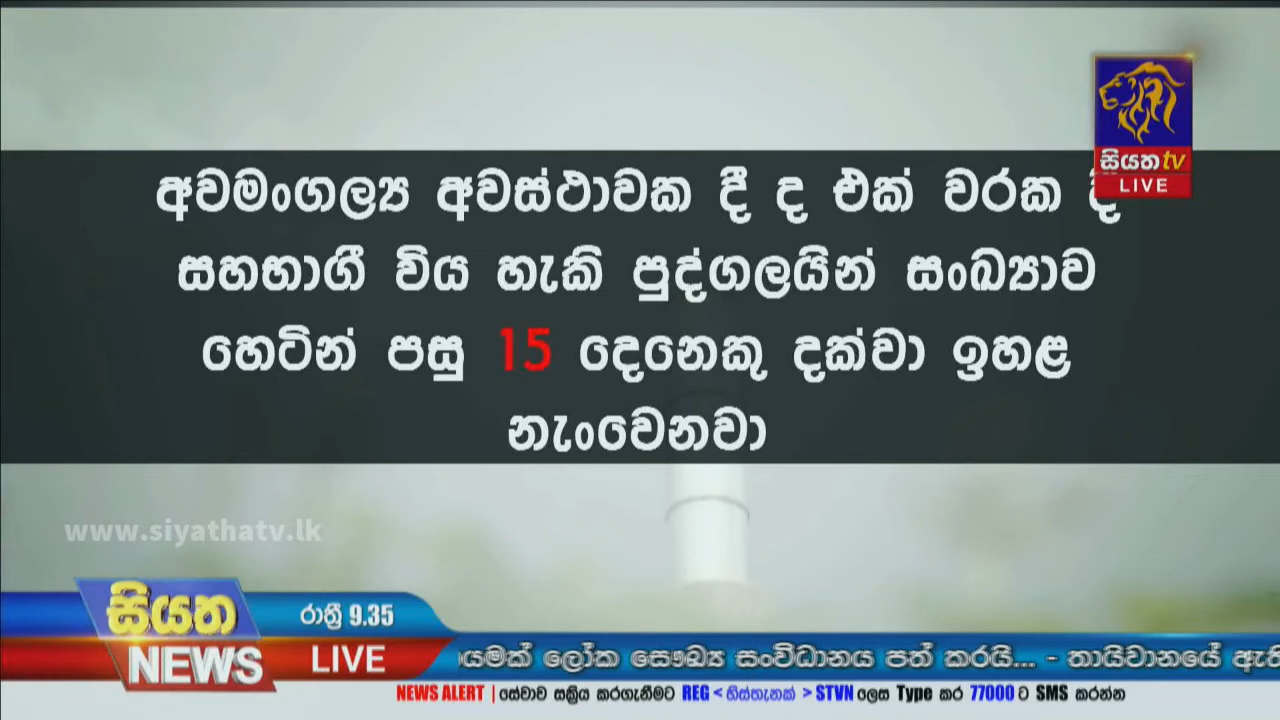 සියත tv
LIVE
අවමංගල්‍ය අවස්ථාවක දී ද එක් වරක දී
සහභාගී විය හැකි පුද්ගලයින් සංඛ්‍යාව
හෙටින් පසු 15 දෙනෙකු දක්වා ඉහළ
නැංවෙනවා
www.siyathatv.lk
සියත
NEWS
රාත්‍රී 9.35
LIVE
ලෝක සෞඛ්‍ය සංවිධානය පත් කරයි... - තායිවානයේ
NEWS ALERT | සේවාව සක්‍රිය කරගැනීමට REG < හිස්තැනක් > STVN ලෙස Type කර 77000 ට SMS කරන්න